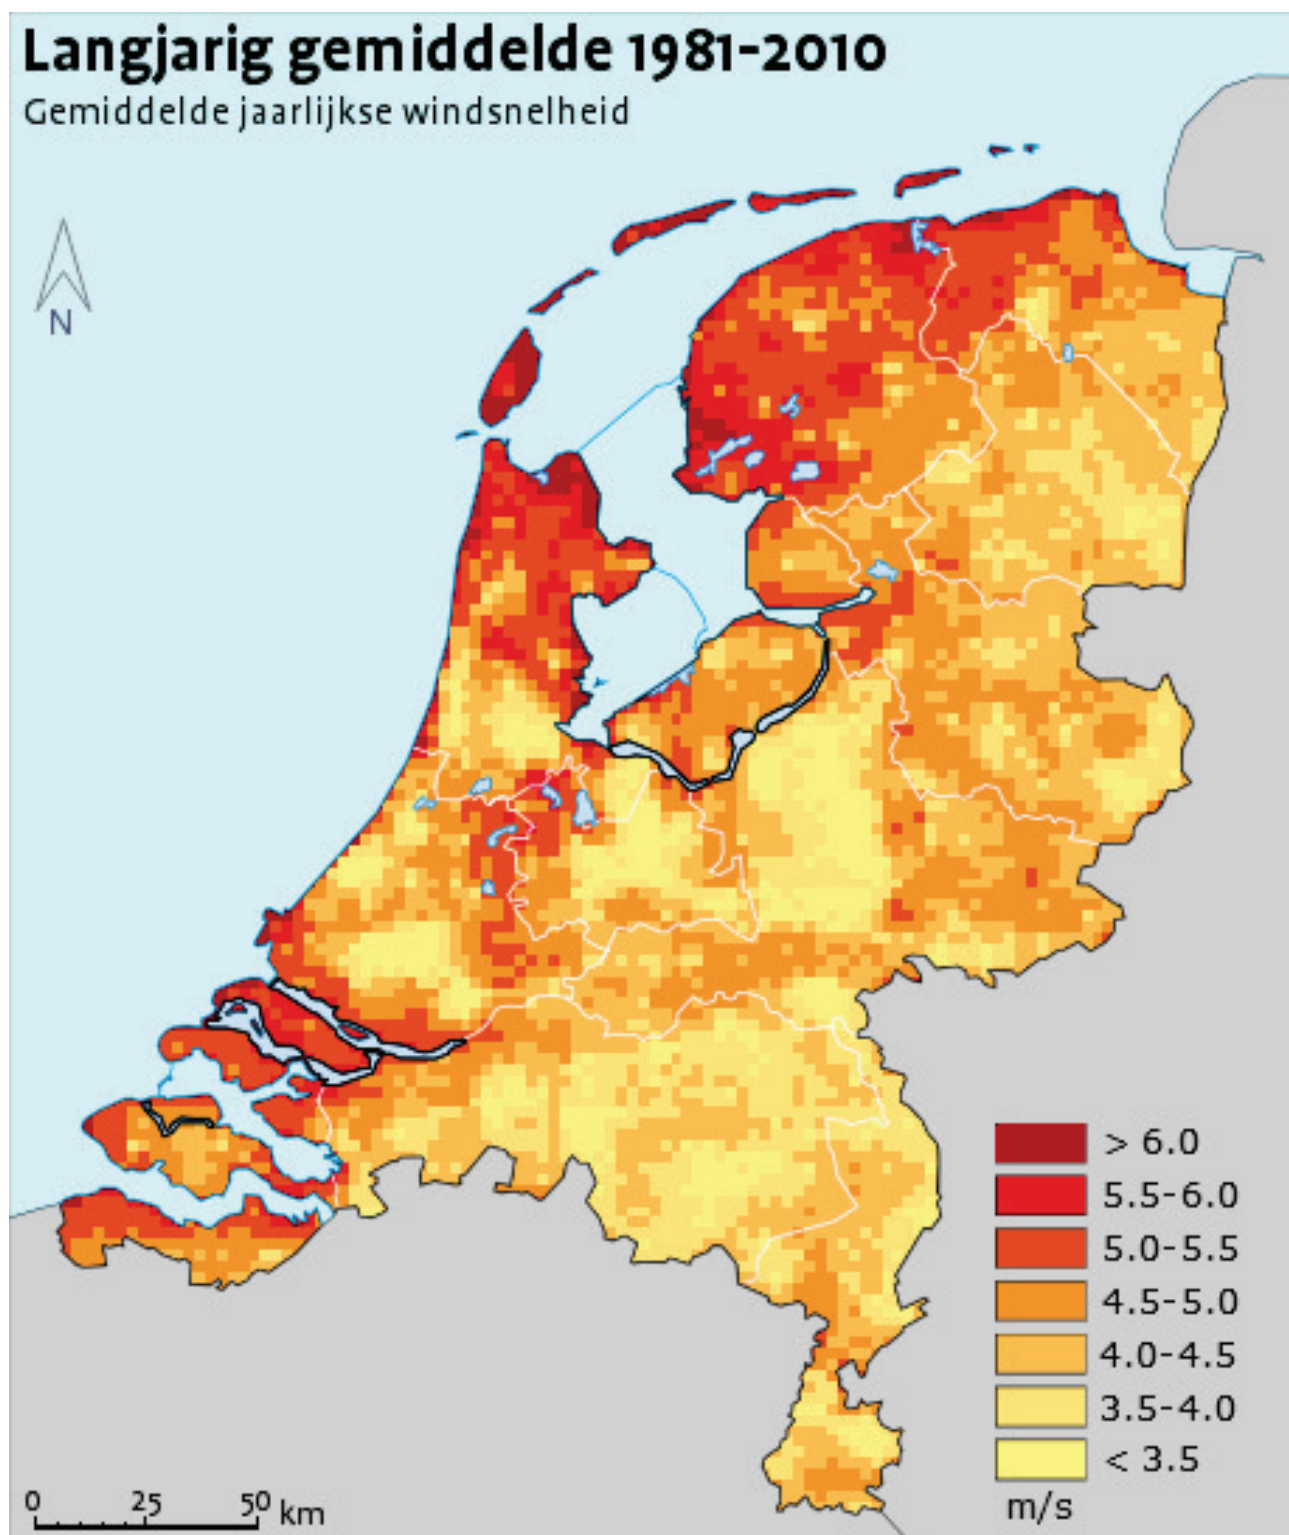 Langjarig gemiddelde 1981-2010
Gemiddelde jaarlijkse windsnelheid
N
> 6.0
5.5-6.0
5.0-5.5
4.5-5.0
4.0-4.5
3.5-4.0
< 3.5
m/s
0 25 50 km